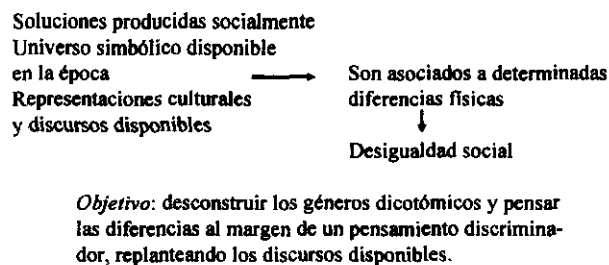 Soluciones producidas socialmente
Universo simbólico disponible
en la época
Representaciones culturales
y discursos disponibles
Son asociados a determinadas
diferencias físicas
Desigualdad social
Objetivo: desconstruir los géneros dicotómicos y pensar
las diferencias al margen de un pensamiento discrimina-
dor, replanteando los discursos disponibles.